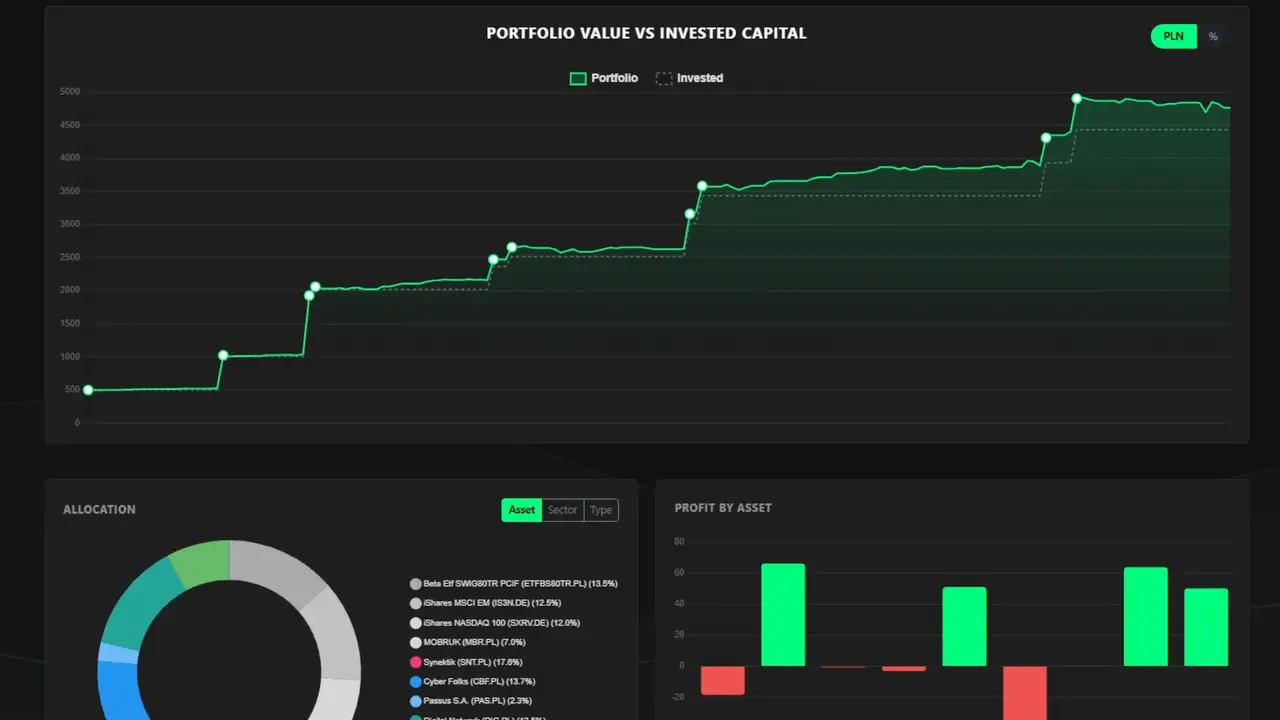 PORTFOLIO VALUE VS INVESTED CAPITAL
PLN %
Portfolio Invested
5000
4500
4000
3500
3000
2500
2000
1500
1000
500
0
ALLOCATION
Asset Sector Type
Beta Etf SWIG80TR PCIF (ETFBS80TR.PL) (13.5%)
iShares MSCI EM (IS3N.DE) (12.5%)
iShares NASDAQ 100 (SXRV.DE) (12.0%)
MOBRUK (MBR.PL) (7.0%)
Synektik (SNT.PL) (17.6%)
Cyber Folks (CBF.PL) (13.7%)
Passus S.A. (PAS.PL) (2.3%)
PROFIT BY ASSET
80
60
40
20
0
-20